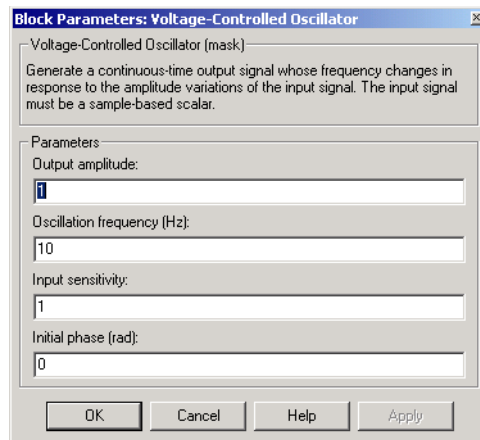 Block Parameters: Voltage-Controlled Oscillator
Voltage-Controlled Oscillator (mask)
Generate a continuous-time output signal whose frequency changes in
response to the amplitude variations of the input signal. The input signal
must be a sample-based scalar.
Parameters
Output amplitude:
1
Oscillation frequency (Hz):
10
Input sensitivity:
1
Initial phase (rad):
0
OK Cancel Help Apply